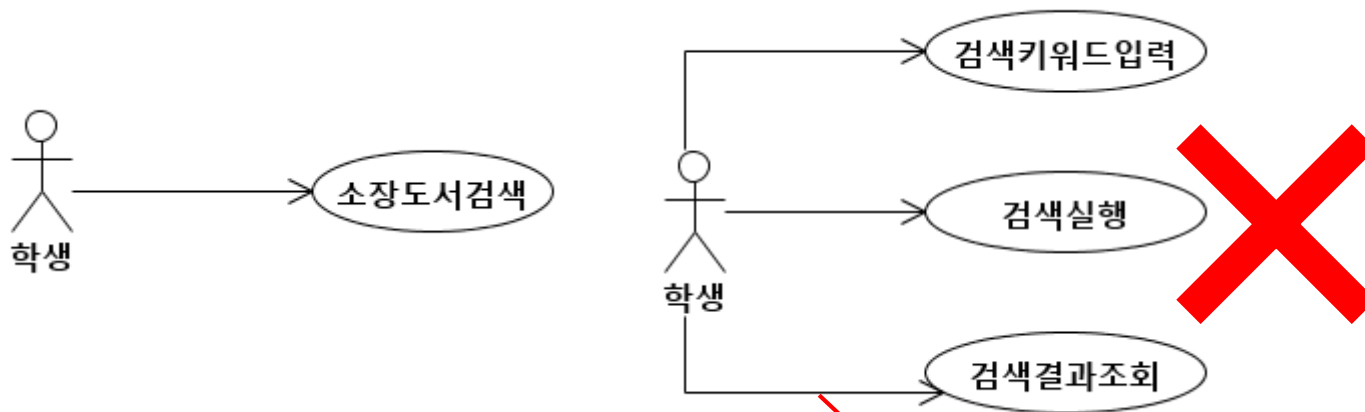 소장도서검색
학생
검색키워드입력
검색실행
학생
검색결과조회